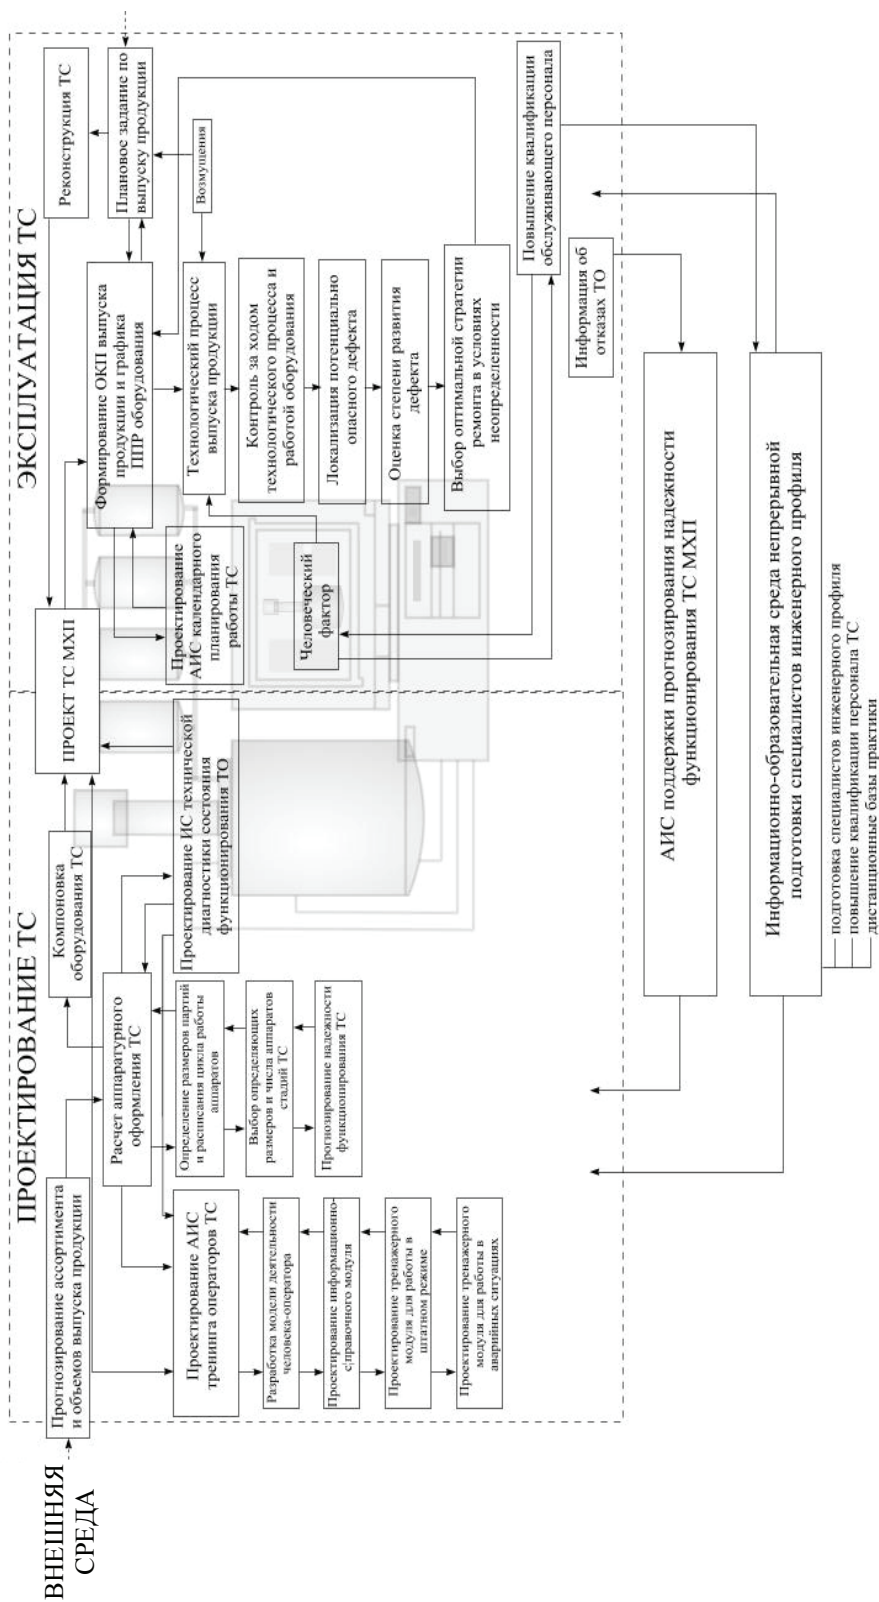 ВНЕШНЯЯ
СРЕДА
ПРОЕКТИРОВАНИЕ ТС
Прогнозирование ассортимента
и объемов выпуска продукции
Компоновка
оборудования ТС
Расчет аппаратурного
оформления ТС
Проектирование АИС
тренинга операторов ТС
Разработка модели деятельности
человека-оператора
Проектирование информационно-
справочного модуля
Проектирование тренажерного
модуля для работы в
штатном режиме
Проектирование тренажерного
модуля для работы в
аварийных ситуациях
Определение размеров партий
и расписания цикла работы
аппаратов
Выбор определяющих
размеров и числа аппаратов
стадий ТС
Прогнозирование надежности
функционирования ТС
Проектирование ИС технической
диагностики состояния
функционирования ТО
ПРОЕКТ ТС МХП
ЭКСПЛУАТАЦИЯ ТС
Реконструкция ТС
Плановое задание по
выпуску продукции
Формирование ОКП выпуска
продукции и графика
ППР оборудования
Возмущения
Проектирование
АИС календарного
планирования
работы ТС
Технологический процесс
выпуска продукции
Контроль за ходом
технологического процесса и
работой оборудования
Человеческий
фактор
Локализация потенциально
опасного дефекта
Оценка степени развития
дефекта
Выбор оптимальной стратегии
ремонта в условиях
неопределенности
Повышение квалификации
обслуживающего персонала
Информация об
отказах ТО
АИС поддержки прогнозирования надежности
функционирования ТС МХП
Информационно-образовательная среда непрерывной
подготовки специалистов инженерного профиля
подготовка специалистов инженерного профиля
повышение квалификации персонала ТС
дистанционные базы практики